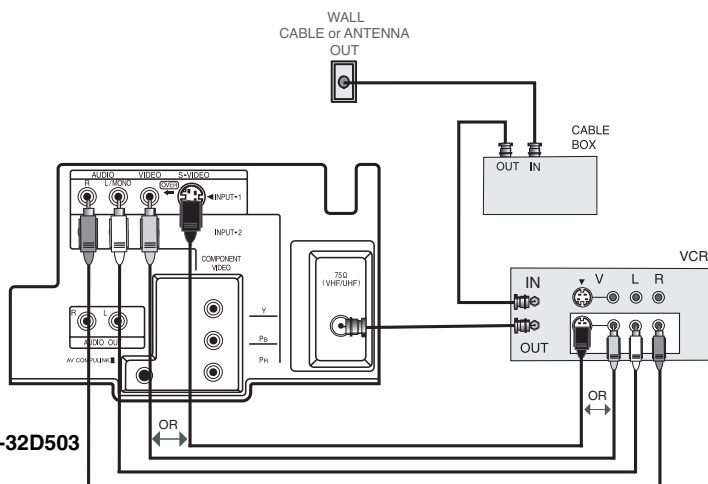 WALL
CABLE or ANTENNA
OUT
CABLE
BOX
OUT IN
AUDIO VIDEO S-VIDEO
R L/MONO
OVER
◄INPUT-1
INPUT-2
COMPONENT
VIDEO
75Ω
(VHF/UHF)
Y
PB
PR
R L
AUDIO OUT
AV COMPULINK III
VCR
IN
▼ V L R
OUT
OR
OR
-32D503